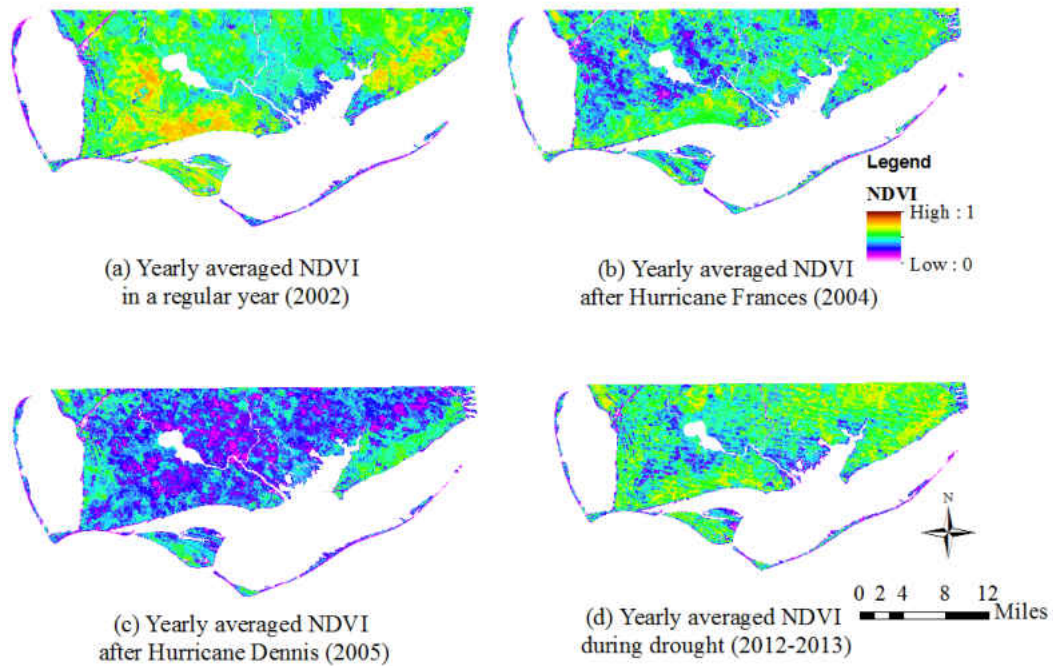 Legend
NDVI
High : 1
Low : 0
(a) Yearly averaged NDVI
in a regular year (2002)
(b) Yearly averaged NDVI
after Hurricane Frances (2004)
N
0 2 4 8 12
Miles
(c) Yearly averaged NDVI
after Hurricane Dennis (2005)
(d) Yearly averaged NDVI
during drought (2012-2013)